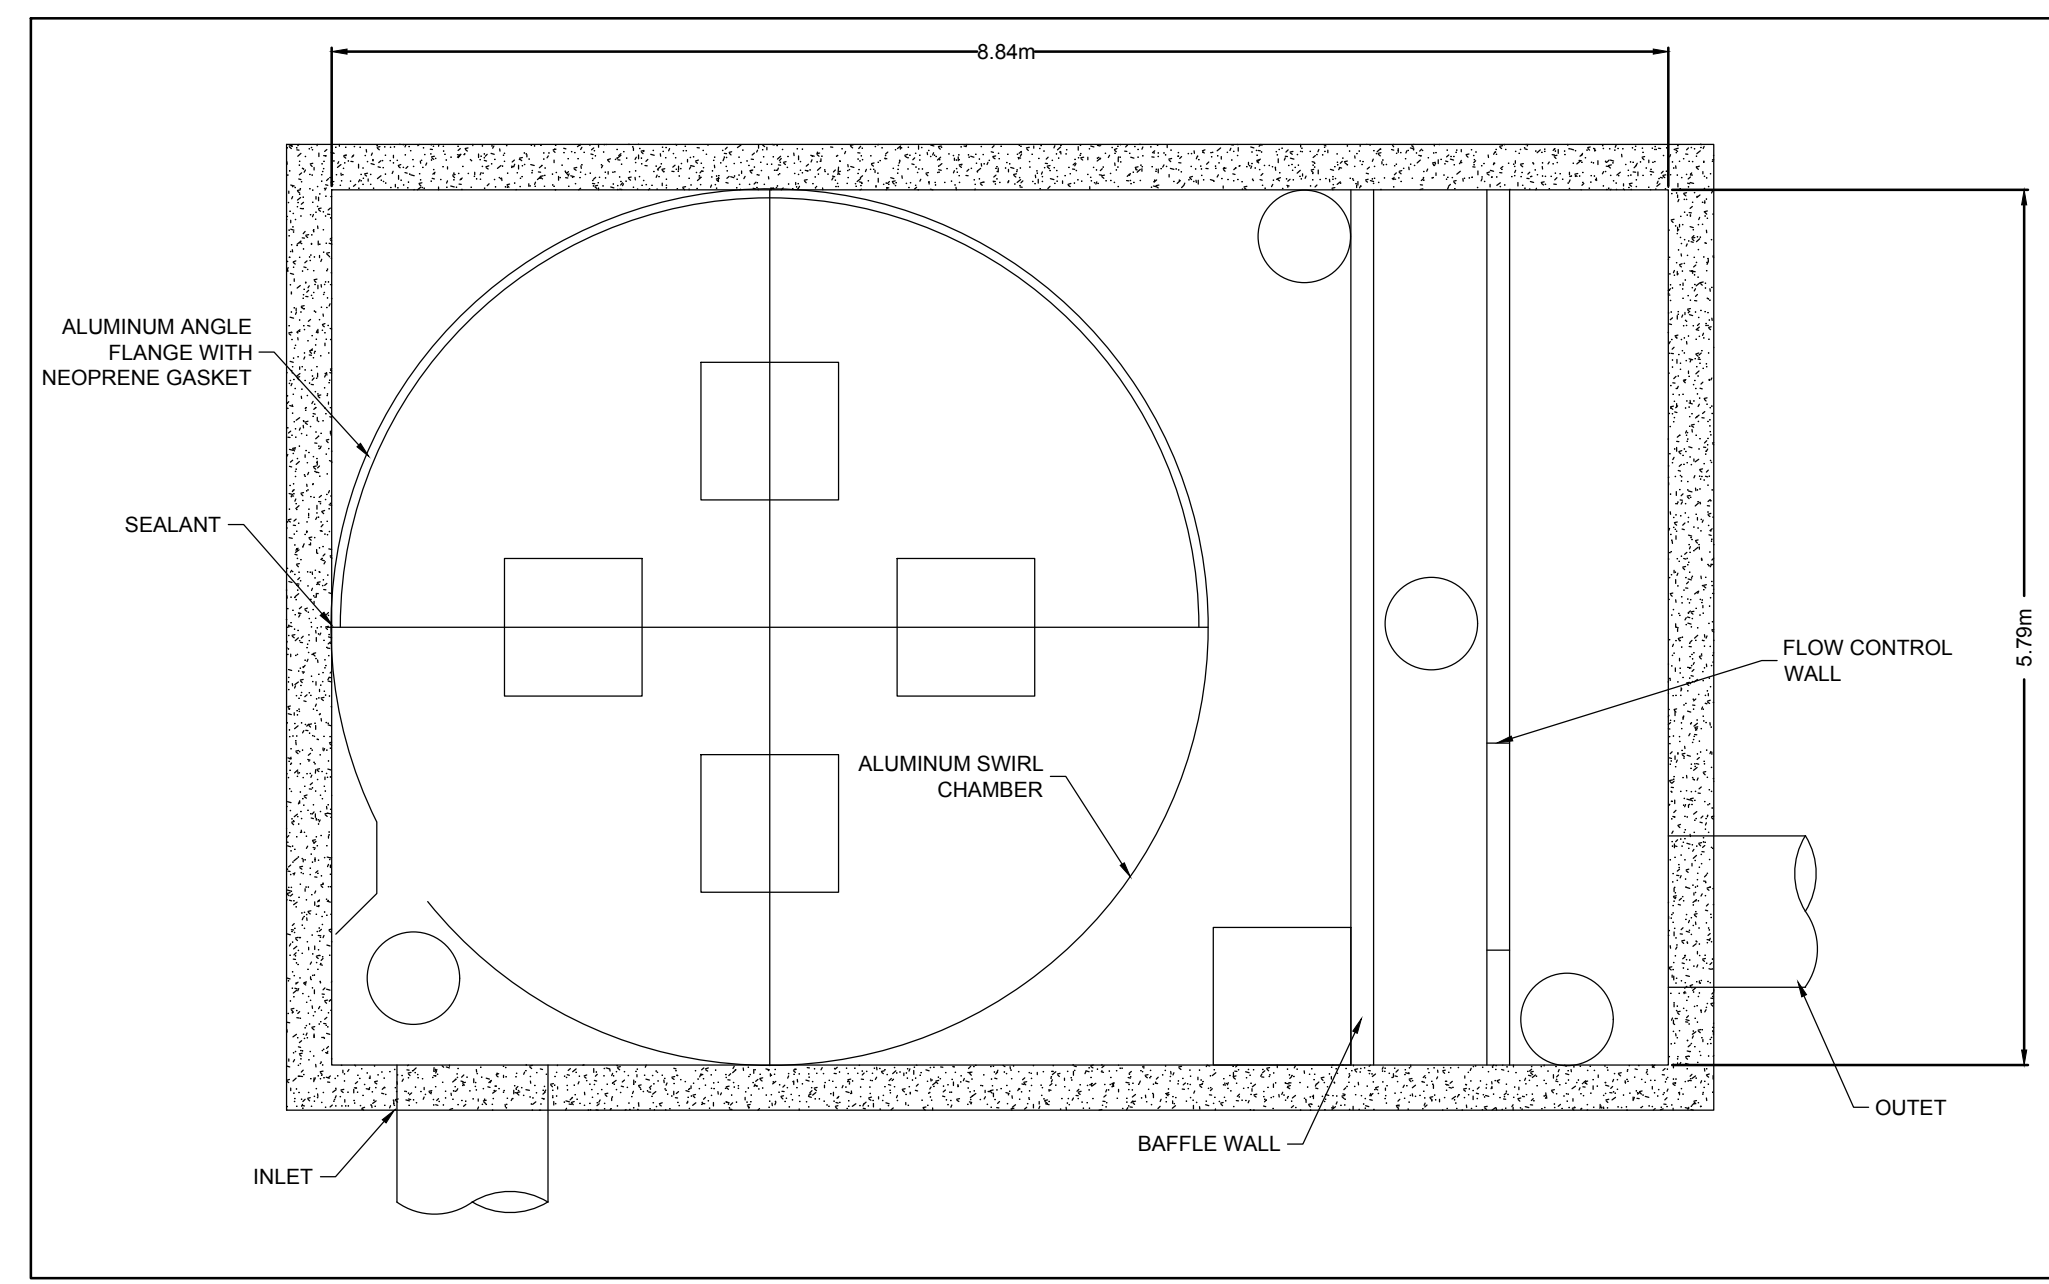 8.84m
ALUMINUM ANGLE
FLANGE WITH
NEOPRENE GASKET
SEALANT
5.79m
FLOW CONTROL
WALL
ALUMINUM SWIRL
CHAMBER
OUTET
BAFFLE WALL
INLET